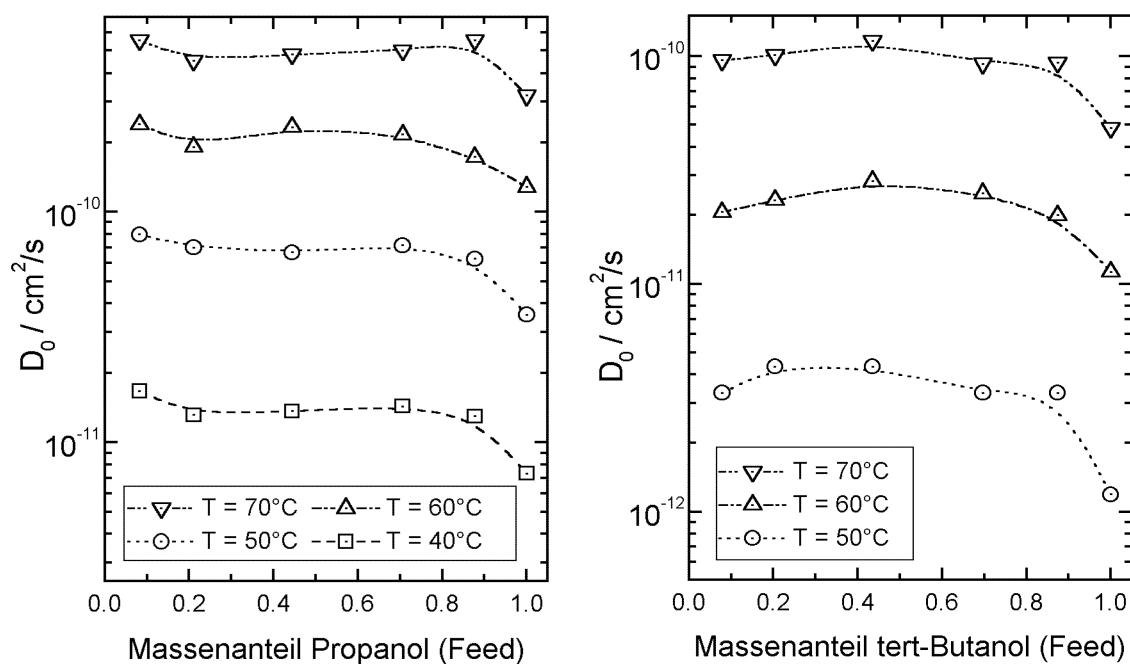 D₀ / cm²/s
10⁻¹⁰
10⁻¹¹
T = 70°C
T = 60°C
T = 50°C
T = 40°C
0.0 0.2 0.4 0.6 0.8 1.0
Massenanteil Propanol (Feed)
D₀ / cm²/s
10⁻¹⁰
10⁻¹¹
10⁻¹²
T = 70°C
T = 60°C
T = 50°C
0.0 0.2 0.4 0.6 0.8 1.0
Massenanteil tert-Butanol (Feed)